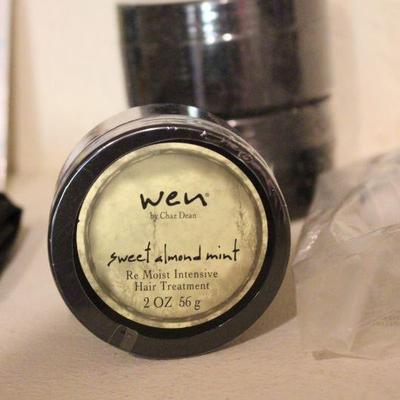 wen®
by Chaz Dean
sweet almond mint
Re Moist Intensive
Hair Treatment
2 OZ 56 g